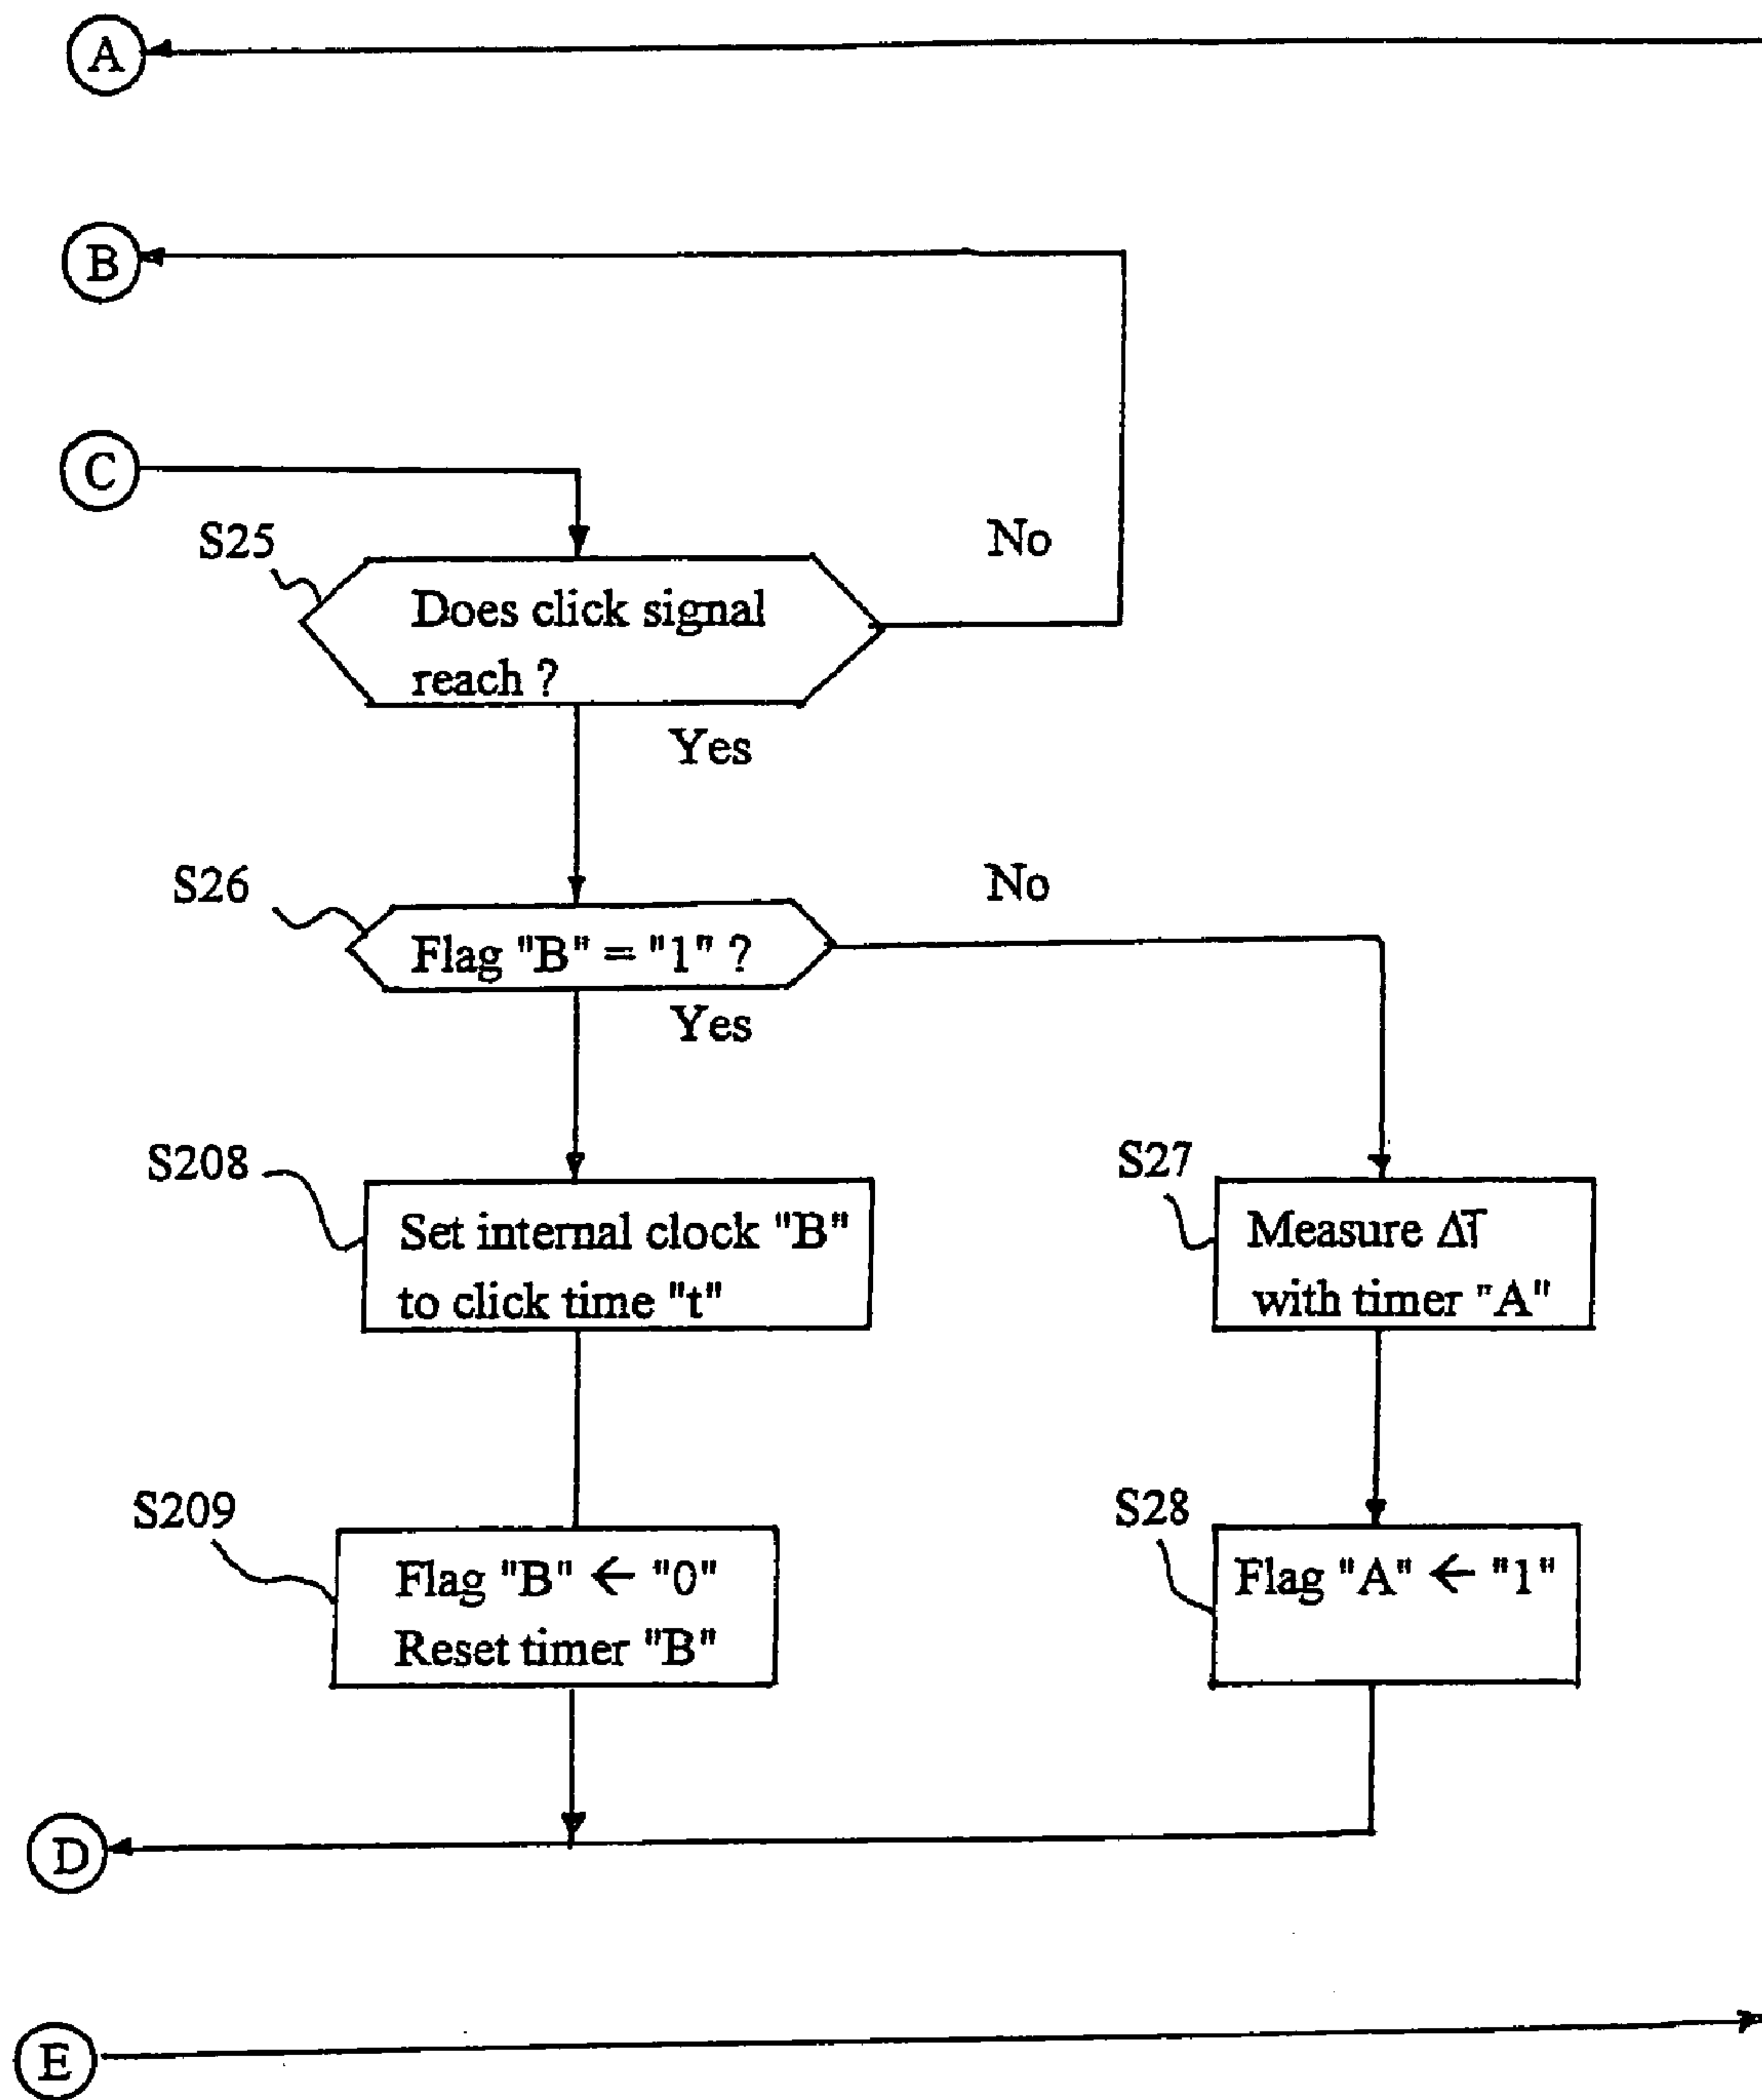 A
B
C
S25
No
Does click signal
reach ?
Yes
S26
No
Flag "B" = "1" ?
Yes
S208
Set internal clock "B"
to click time "t"
S27
Measure ΔT
with timer "A"
S209
Flag "B" ← "0"
Reset timer "B"
S28
Flag "A" ← "1"
D
E